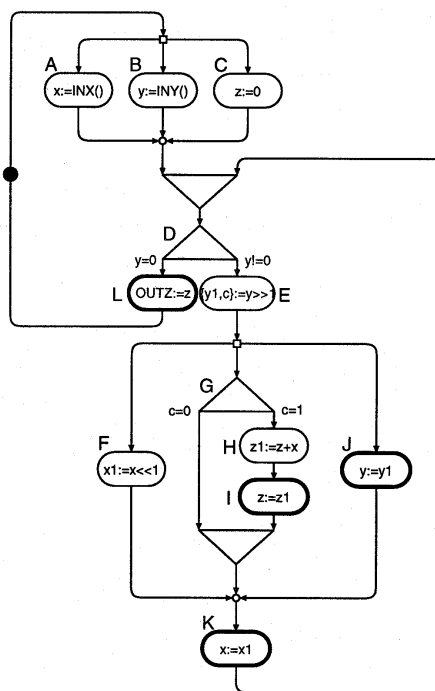 A
B
C
x:=INX()
y:=INY()
z:=0
D
y=0
y!=0
L
OUTZ:=z
{y1,c}:=y>>1
E
G
c=0
c=1
F
H
z1:=z+x
J
x1:=x<<1
y:=y1
I
z:=z1
K
x:=x1